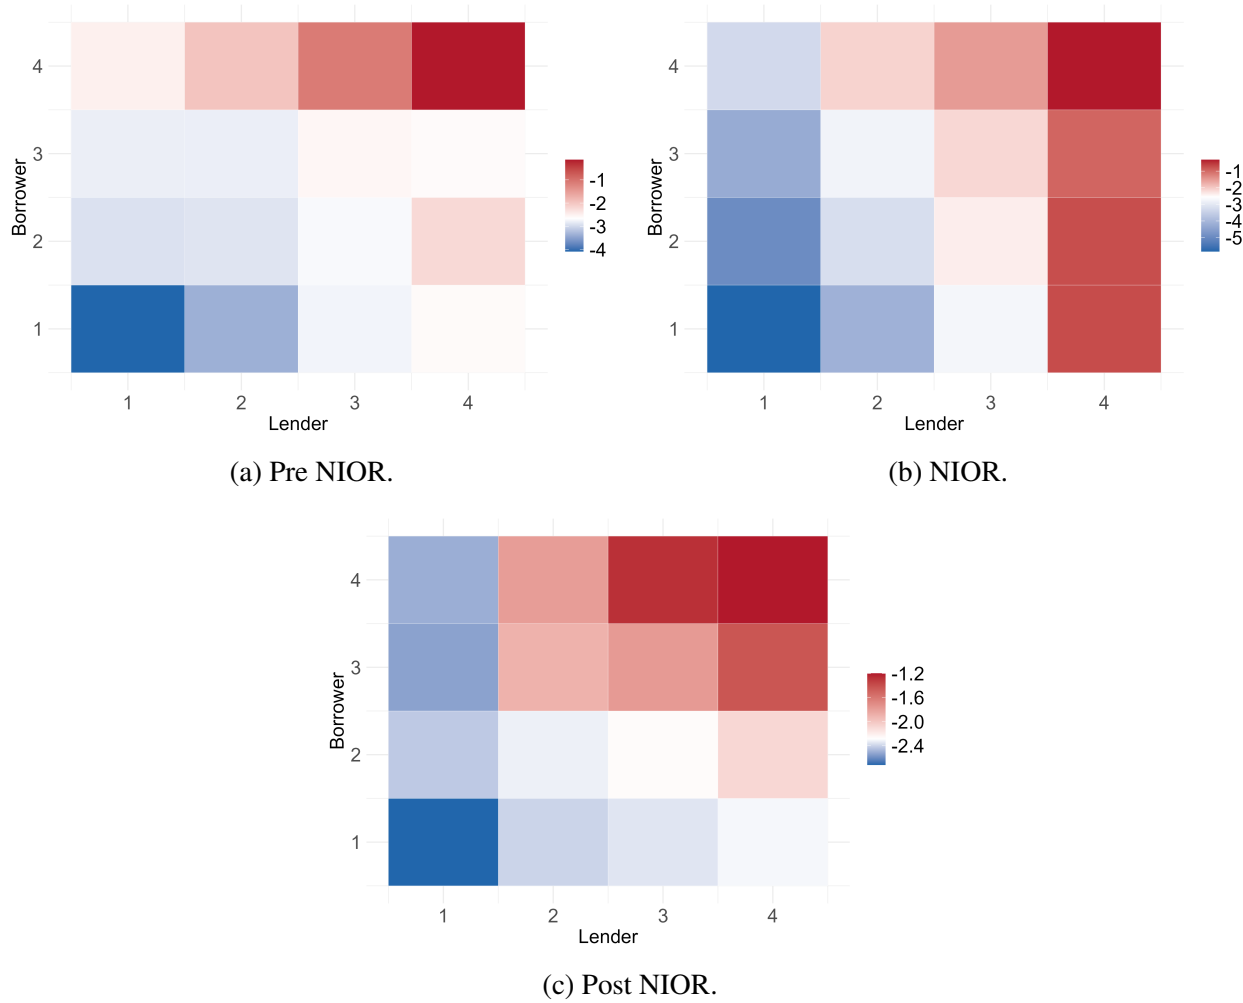 4
3
2
1
Borrower
1 2 3 4
Lender
-1
-2
-3
-4
(a) Pre NIOR.
4
3
2
1
Borrower
1 2 3 4
Lender
-1
-2
-3
-4
-5
(b) NIOR.
4
3
2
1
Borrower
1 2 3 4
Lender
-1.2
-1.6
-2.0
-2.4
(c) Post NIOR.